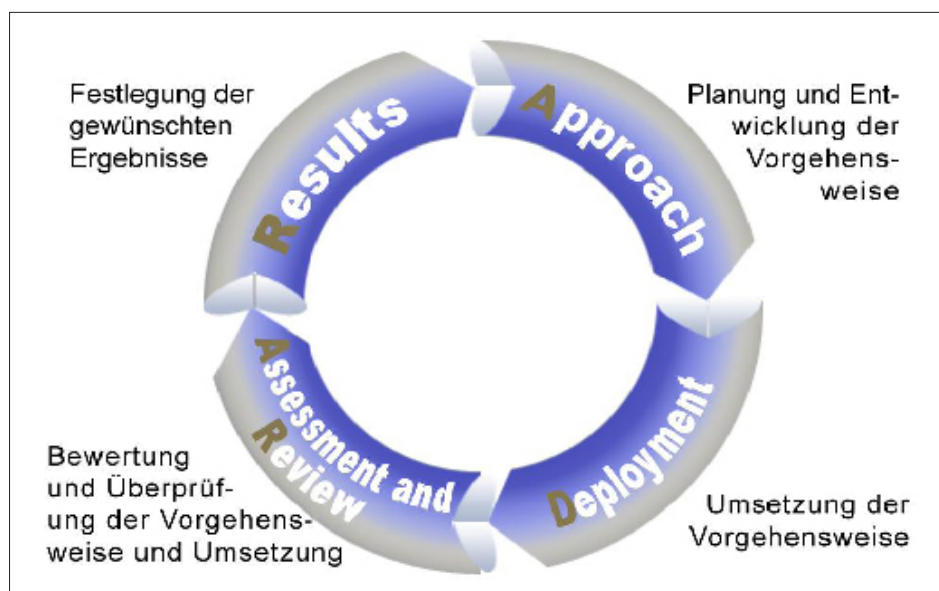 Festlegung der
gewünschten
Ergebnisse
Results
Approach
Planung und Ent-
wicklung der
Vorgehens-
weise
Deployment
Umsetzung der
Vorgehensweise
Assessment and
Review
Bewertung
und Überprüf-
ung der Vorgehens-
weise und Umsetzung